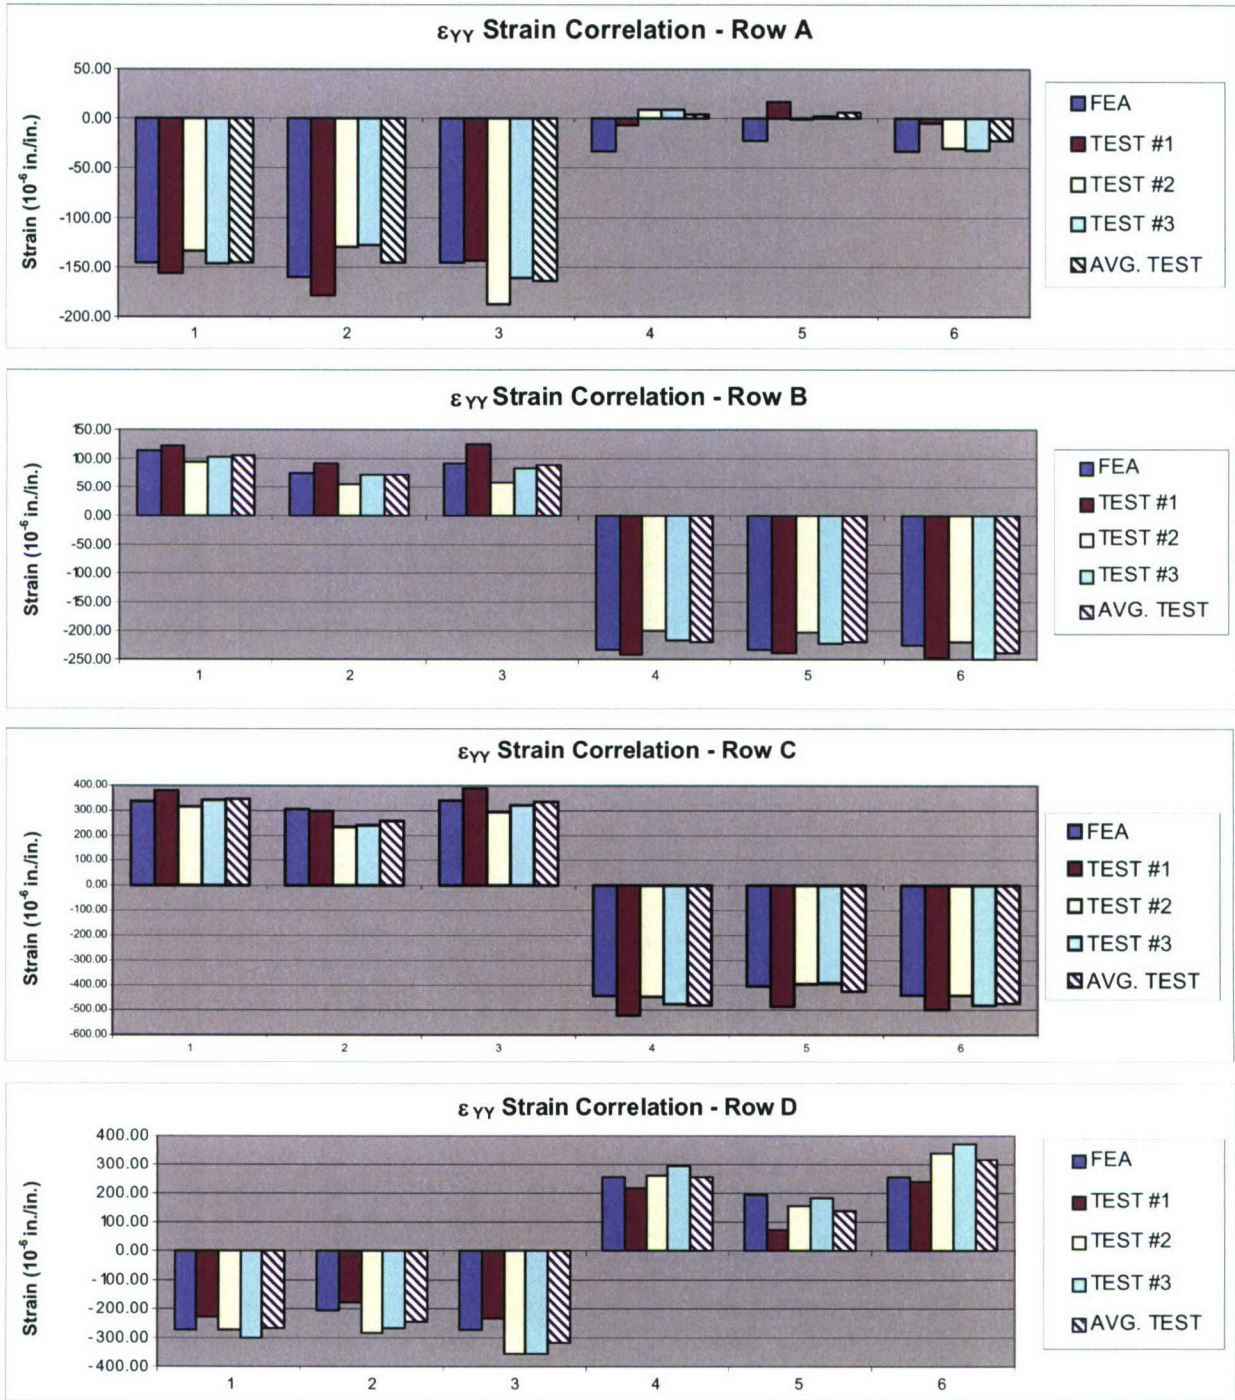 εYY Strain Correlation - Row A
Strain (10-6 in./in.)
50.00
0.00
-50.00
-100.00
-150.00
-200.00
1 2 3 4 5 6
FEA
TEST #1
TEST #2
TEST #3
AVG. TEST
εYY Strain Correlation - Row B
Strain (10-6 in./in.)
150.00
100.00
50.00
0.00
-50.00
-100.00
-150.00
-200.00
-250.00
1 2 3 4 5 6
FEA
TEST #1
TEST #2
TEST #3
AVG. TEST
εYY Strain Correlation - Row C
Strain (10-6 in./in.)
400.00
300.00
200.00
100.00
0.00
-100.00
-200.00
-300.00
-400.00
-500.00
-600.00
1 2 3 4 5 6
FEA
TEST #1
TEST #2
TEST #3
AVG. TEST
εYY Strain Correlation - Row D
Strain (10-6 in./in.)
400.00
300.00
200.00
100.00
0.00
-100.00
-200.00
-300.00
-400.00
1 2 3 4 5 6
FEA
TEST #1
TEST #2
TEST #3
AVG. TEST